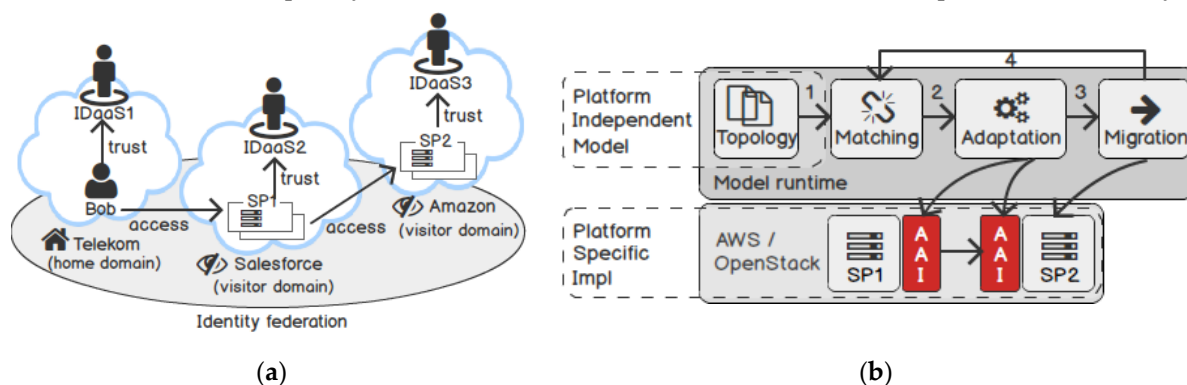 IDaaS1
trust
Bob
access
Telekom
(home domain)
IDaaS2
trust
SP1
access
Salesforce
(visitor domain)
IDaaS3
trust
SP2
Amazon
(visitor domain)
Identity federation
(a)
Platform
Independent
Model
Topology
1
Matching
2
Adaptation
3
Migration
4
Model runtime
Platform
Specific
Impl
AWS /
OpenStack
SP1
A
A
I
A
A
I
SP2
(b)